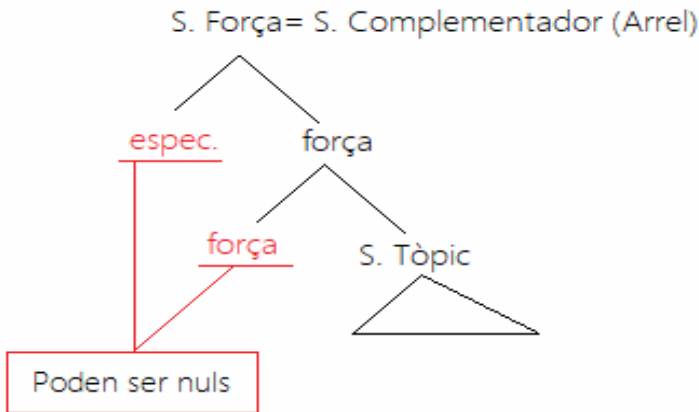 S. Força= S. Complementador (Arrel)
espec.
força
força
S. Tòpic
Poden ser nuls